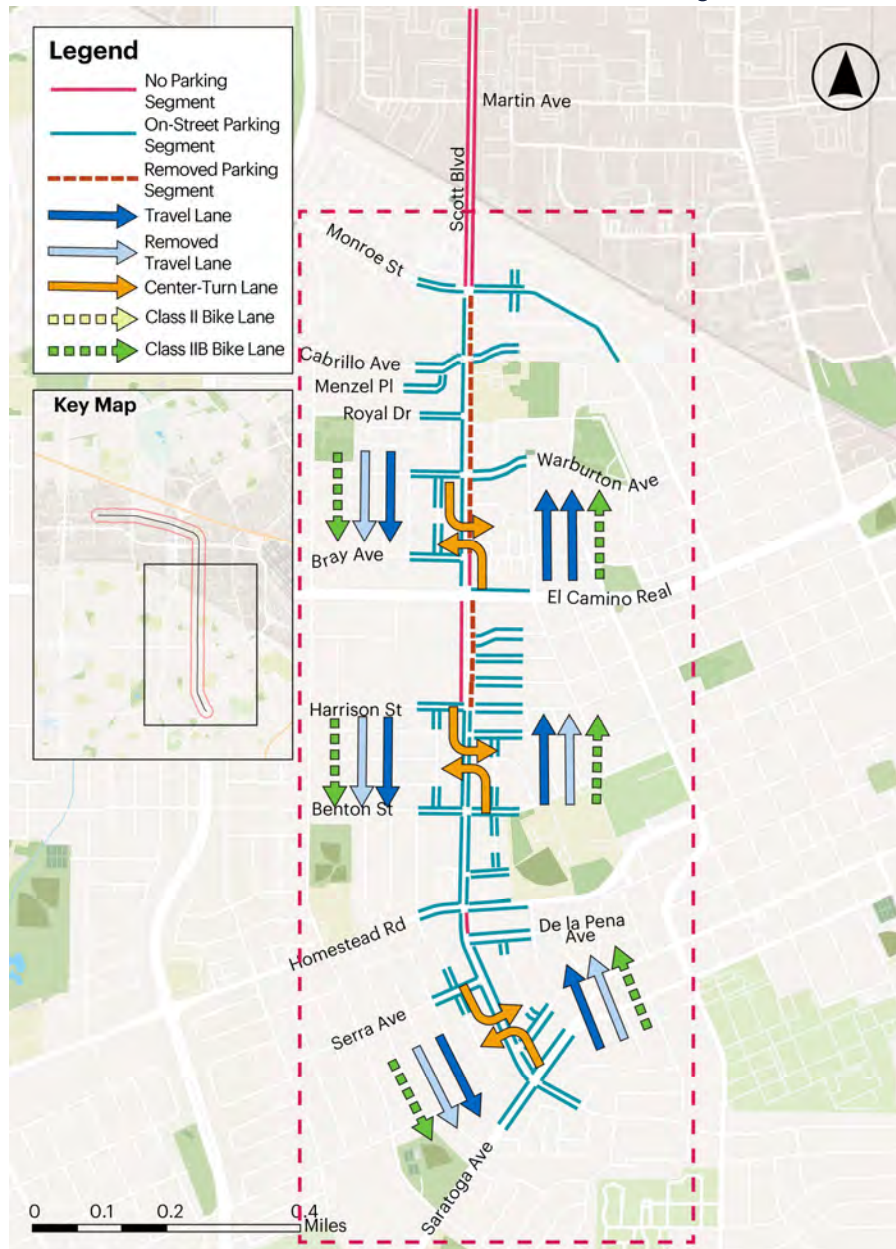 Legend
No Parking
Segment
On-Street Parking
Segment
Removed Parking
Segment
Travel Lane
Removed
Travel Lane
Center-Turn Lane
Class II Bike Lane
Class IIB Bike Lane
Key Map
Martin Ave
Scott Blvd
Monroe St
Cabrillo Ave
Menzel Pl
Royal Dr
Warburton Ave
Bray Ave
El Camino Real
Harrison St
Benton St
Homestead Rd
De la Pena
Ave
Serra Ave
Saratoga Ave
0 0.1 0.2 0.4
Miles